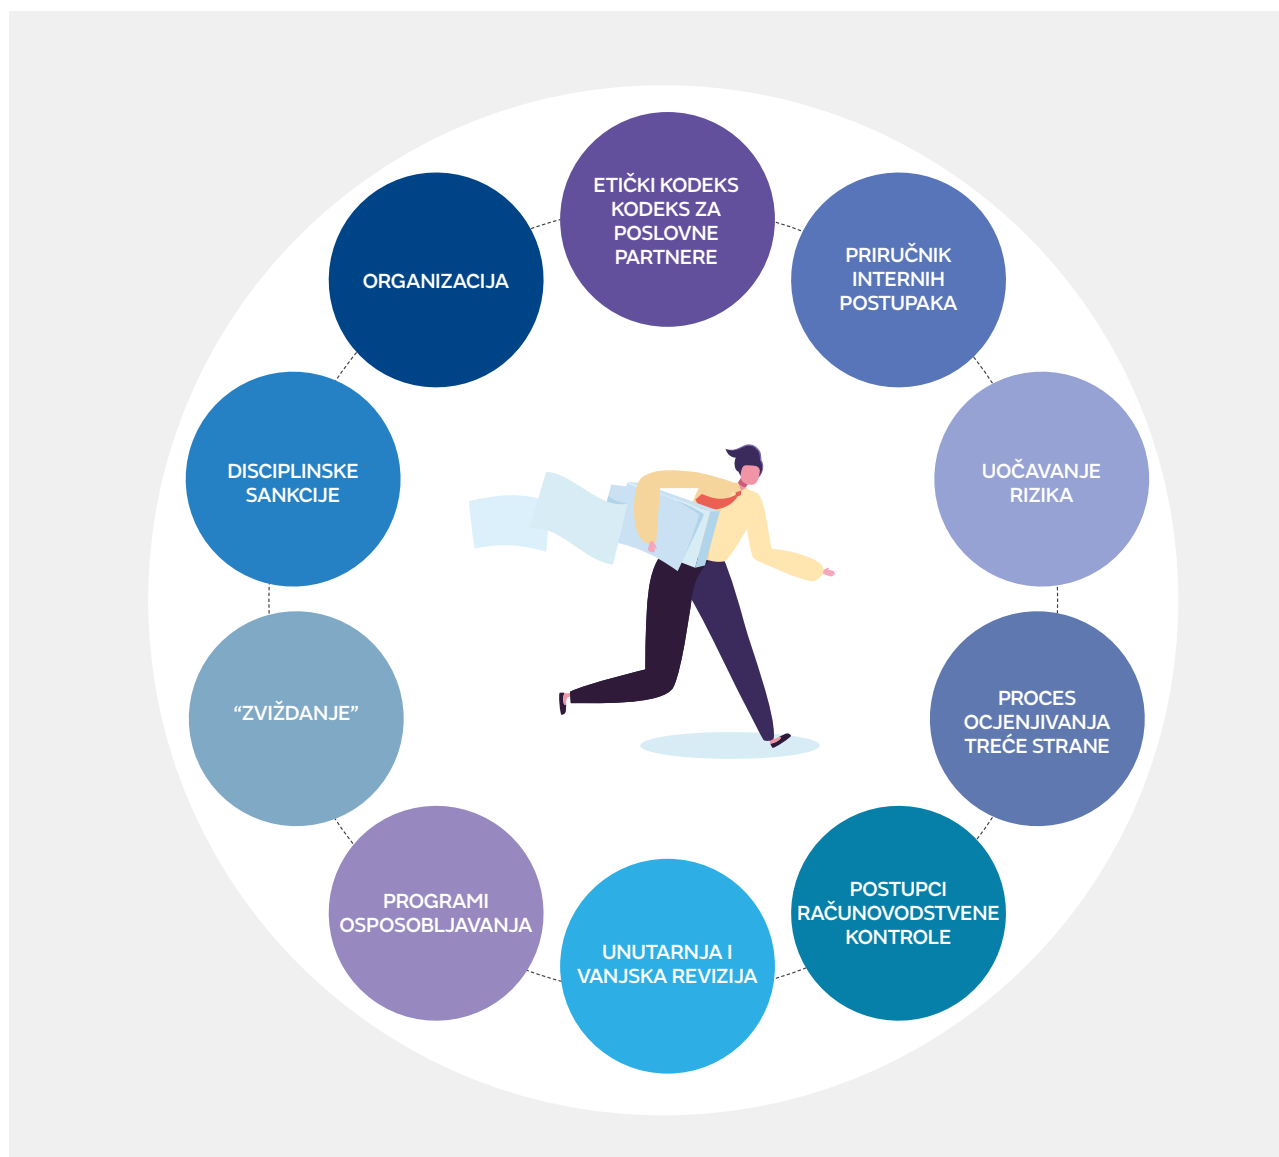 ETIČKI KODEKS
KODEKS ZA
POSLOVNE
PARTNERE
PRIRUČNIK
INTERNIH
POSTUPAKA
UOČAVANJE
RIZIKA
PROCES
OCJENJIVANJA
TREĆE STRANE
POSTUPCI
RAČUNOVODSTVENE
KONTROLE
UNUTARNJA I
VANJSKA REVIZIJA
PROGRAMI
OSPOSOBLJAVANJA
“ZVIŽDANJE”
DISCIPLINSKE
SANKCIJE
ORGANIZACIJA